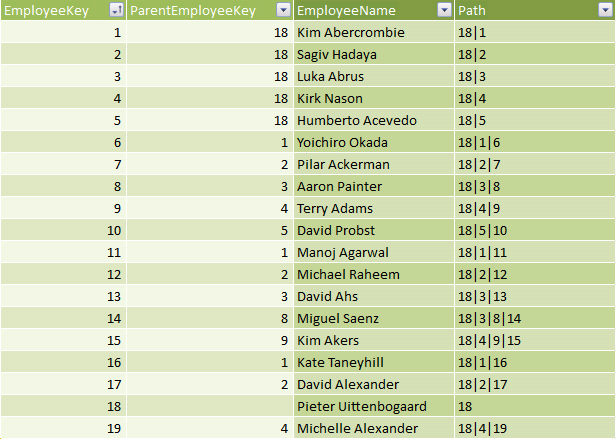 EmployeeKey ParentEmployeeKey EmployeeName Path
1 18 Kim Abercrombie 18|1
2 18 Sagiv Hadaya 18|2
3 18 Luka Abrus 18|3
4 18 Kirk Nason 18|4
5 18 Humberto Acevedo 18|5
6 1 Yoichiro Okada 18|1|6
7 2 Pilar Ackerman 18|2|7
8 3 Aaron Painter 18|3|8
9 4 Terry Adams 18|4|9
10 5 David Probst 18|5|10
11 1 Manoj Agarwal 18|1|11
12 2 Michael Raheem 18|2|12
13 3 David Ahs 18|3|13
14 8 Miguel Saenz 18|3|8|14
15 9 Kim Akers 18|4|9|15
16 1 Kate Taneyhill 18|1|16
17 2 David Alexander 18|2|17
18 Pieter Uittenbogaard 18
19 4 Michelle Alexander 18|4|19